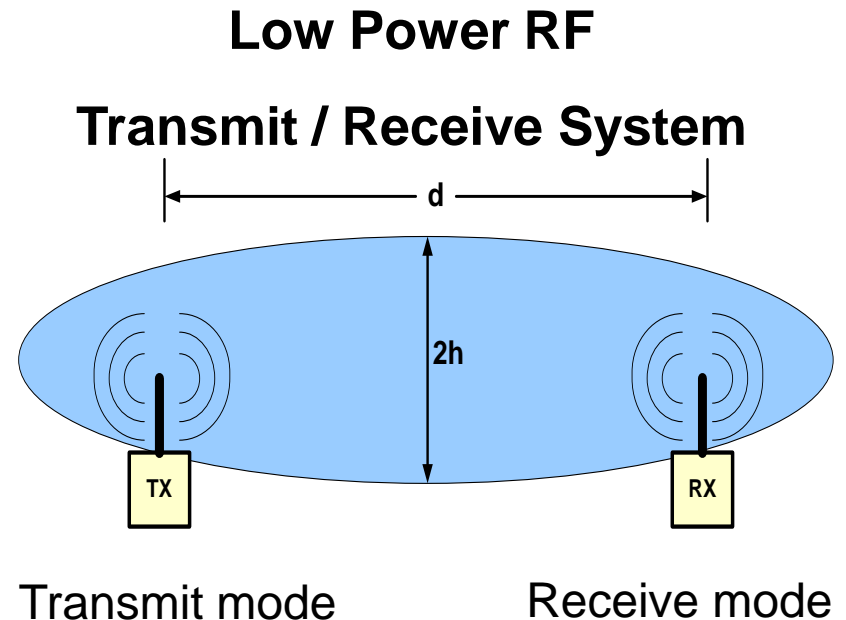 Low Power RF
Transmit / Receive System
d
2h
TX
RX
Transmit mode
Receive mode